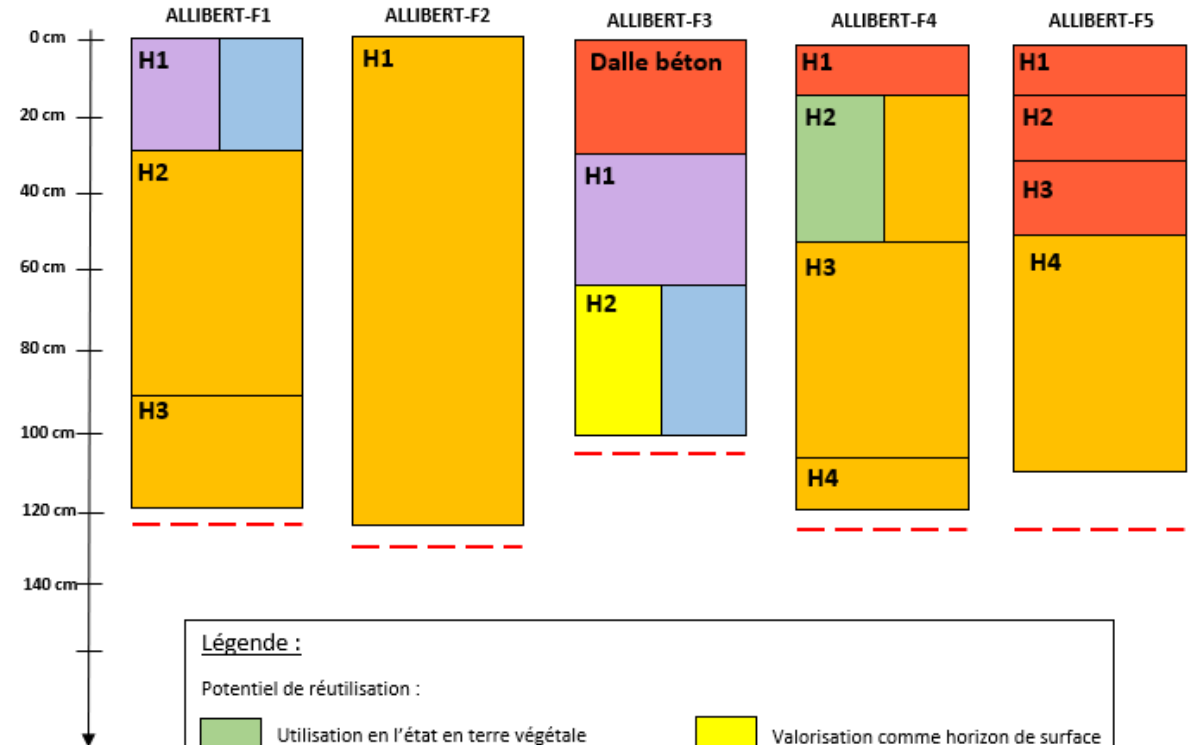 ALLIBERT-F1
ALLIBERT-F2
ALLIBERT-F3
ALLIBERT-F4
ALLIBERT-F5
0 cm
20 cm
40 cm
60 cm
80 cm
100 cm
120 cm
140 cm
H1
H2
H3
H1
Dalle béton
H1
H2
H1
H2
H3
H4
H1
H2
H3
H4
Légende :
Potentiel de réutilisation :
Utilisation en l'état en terre végétale
Valorisation comme horizon de surface